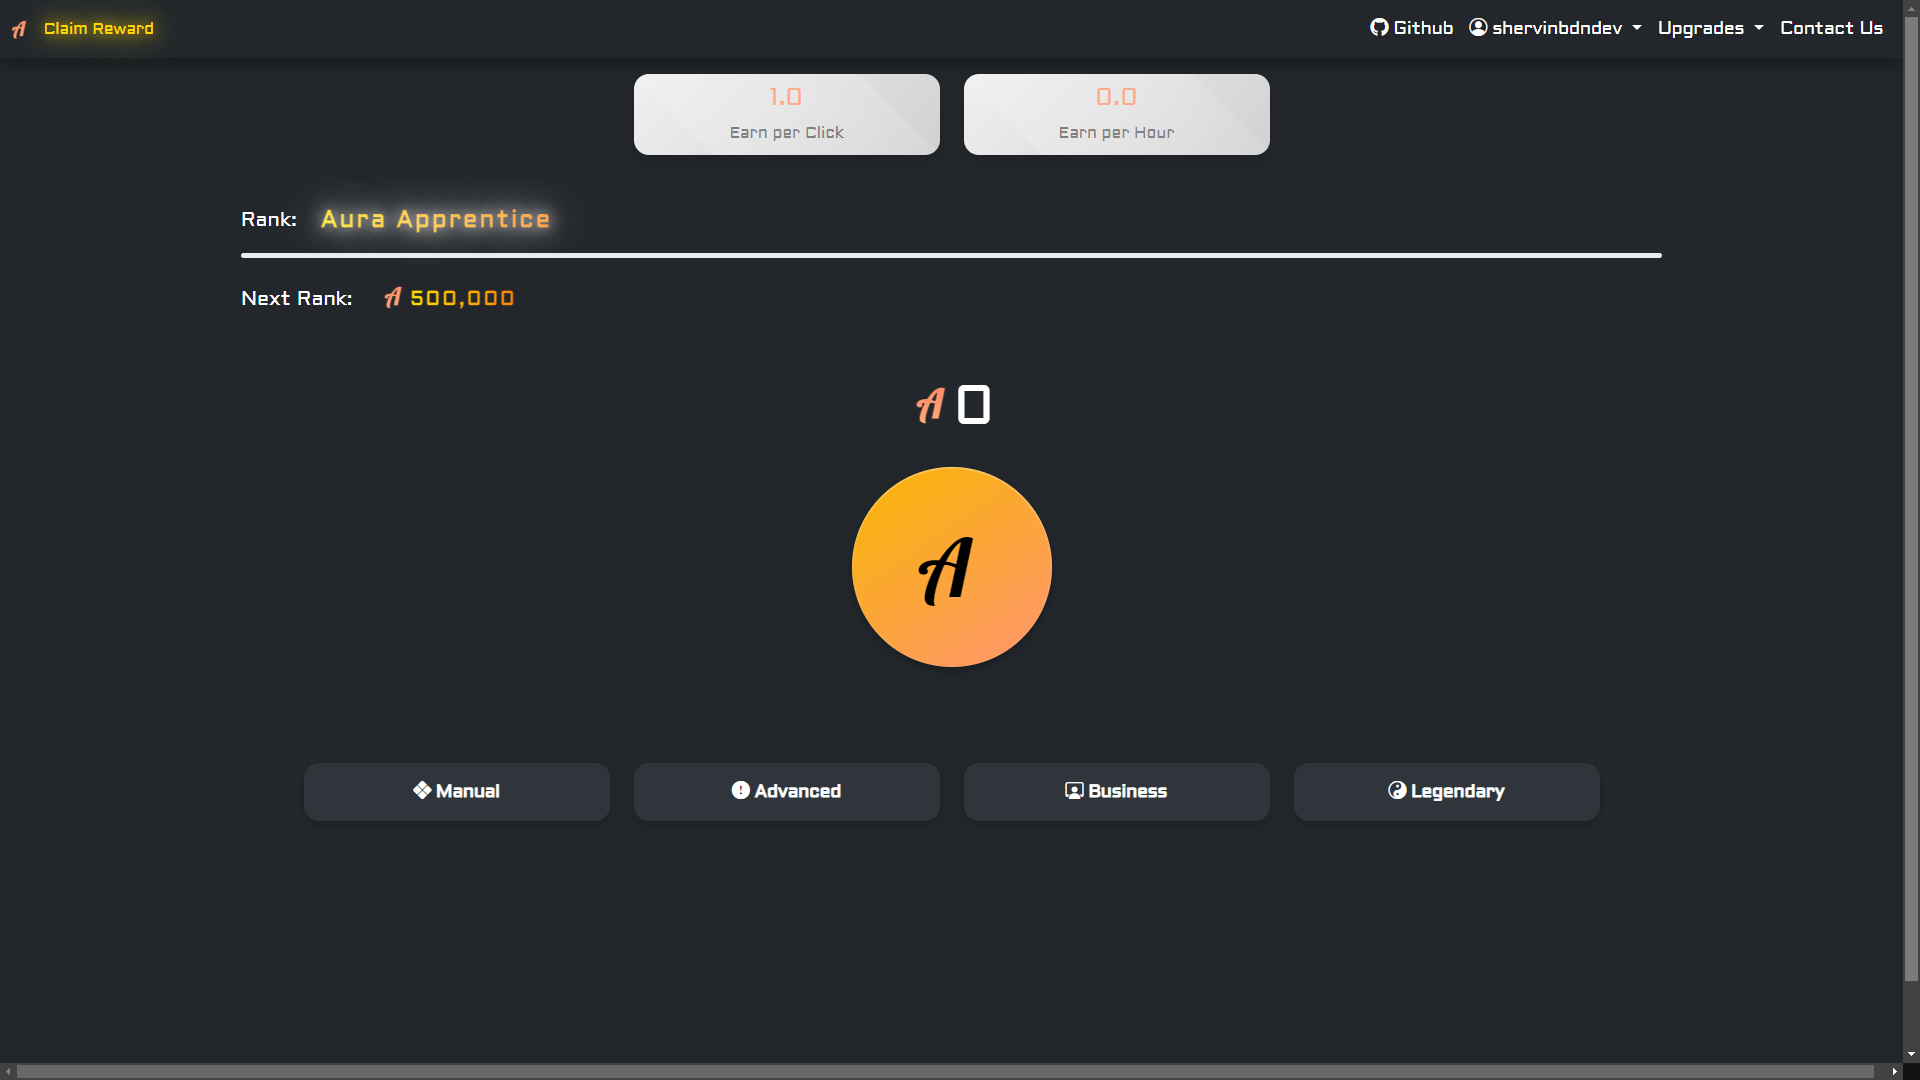 A Claim Reward Github shervinbdndev Upgrades Contact Us
1.0 0.0
Earn per Click Earn per Hour
Rank: Aura Apprentice
Next Rank: A 500,000
A 0
A
Manual Advanced Business Legendary